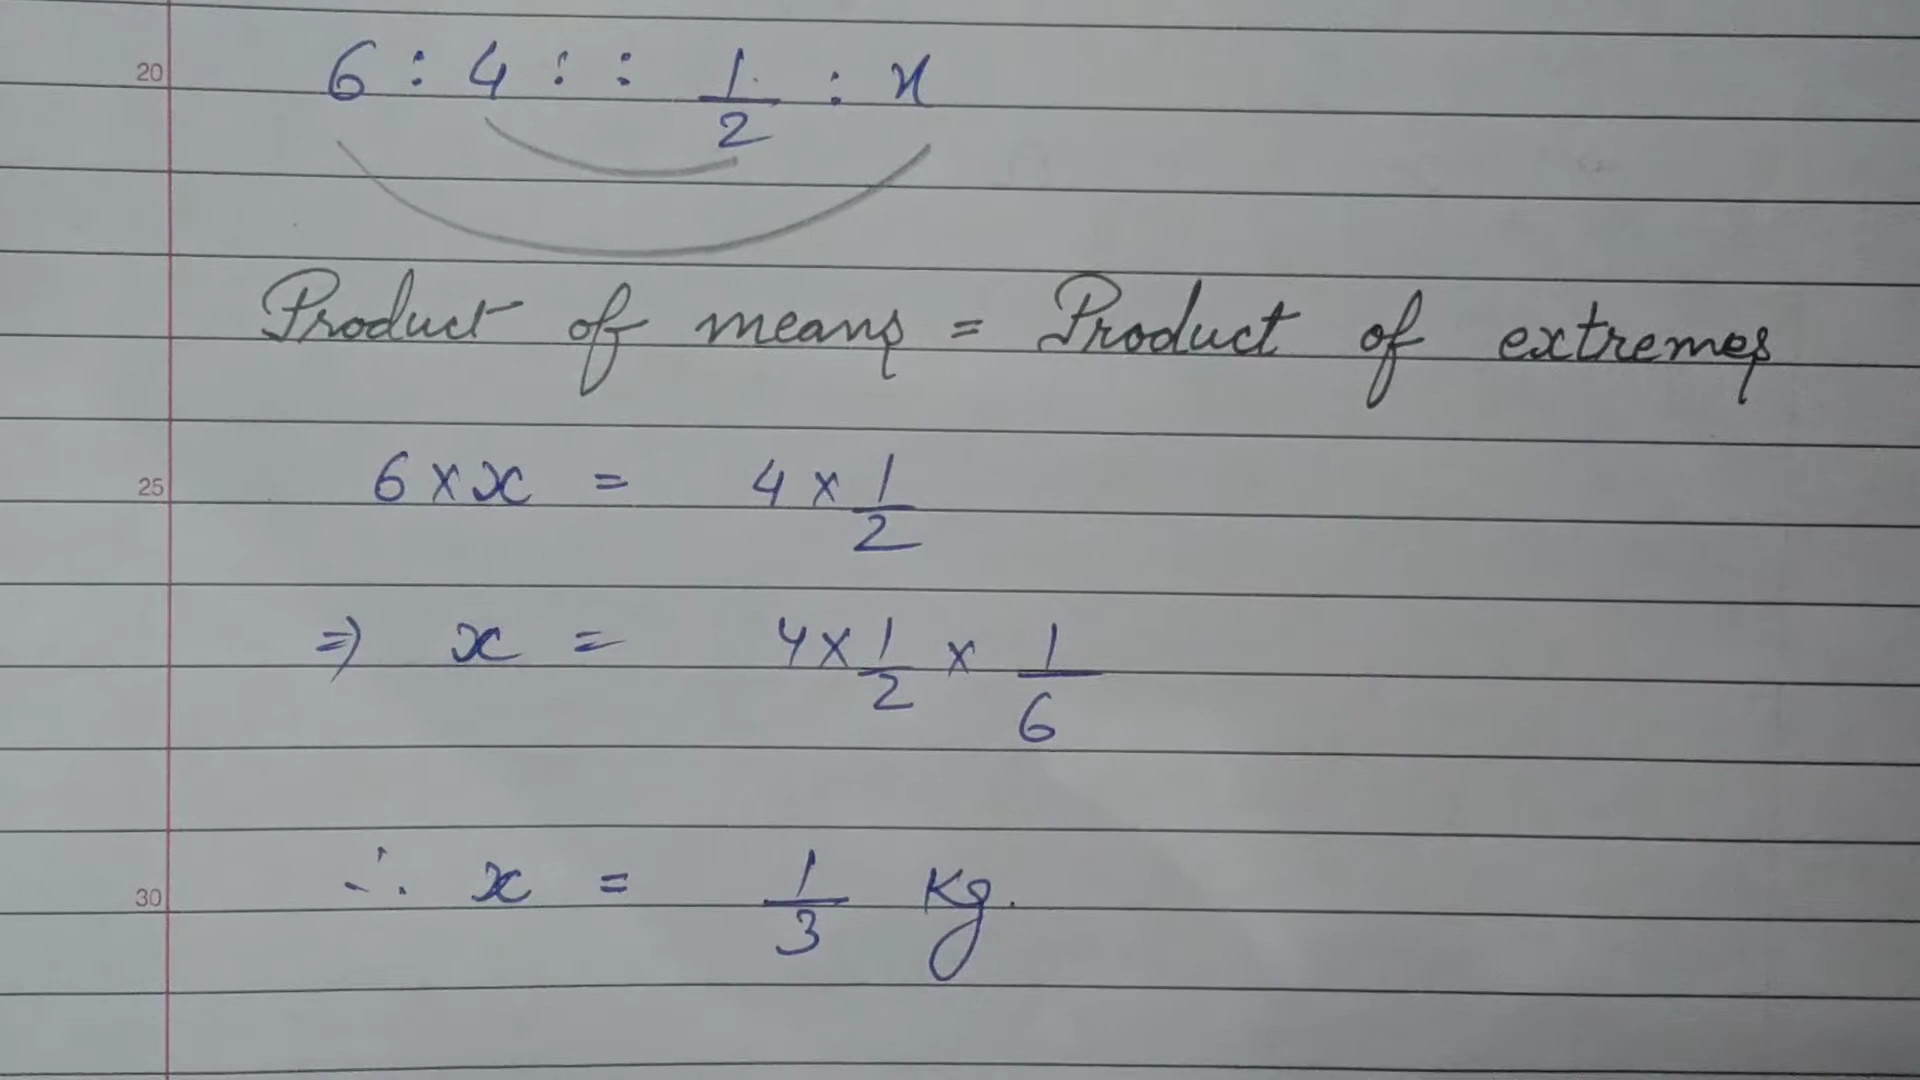 20 6 : 4 : : 1/2 : x
Product of means = Product of extremes
25 6 × x = 4 × 1/2
⇒ x = 4 × 1/2 × 1/6
30 ∴ x = 1/3 Kg.